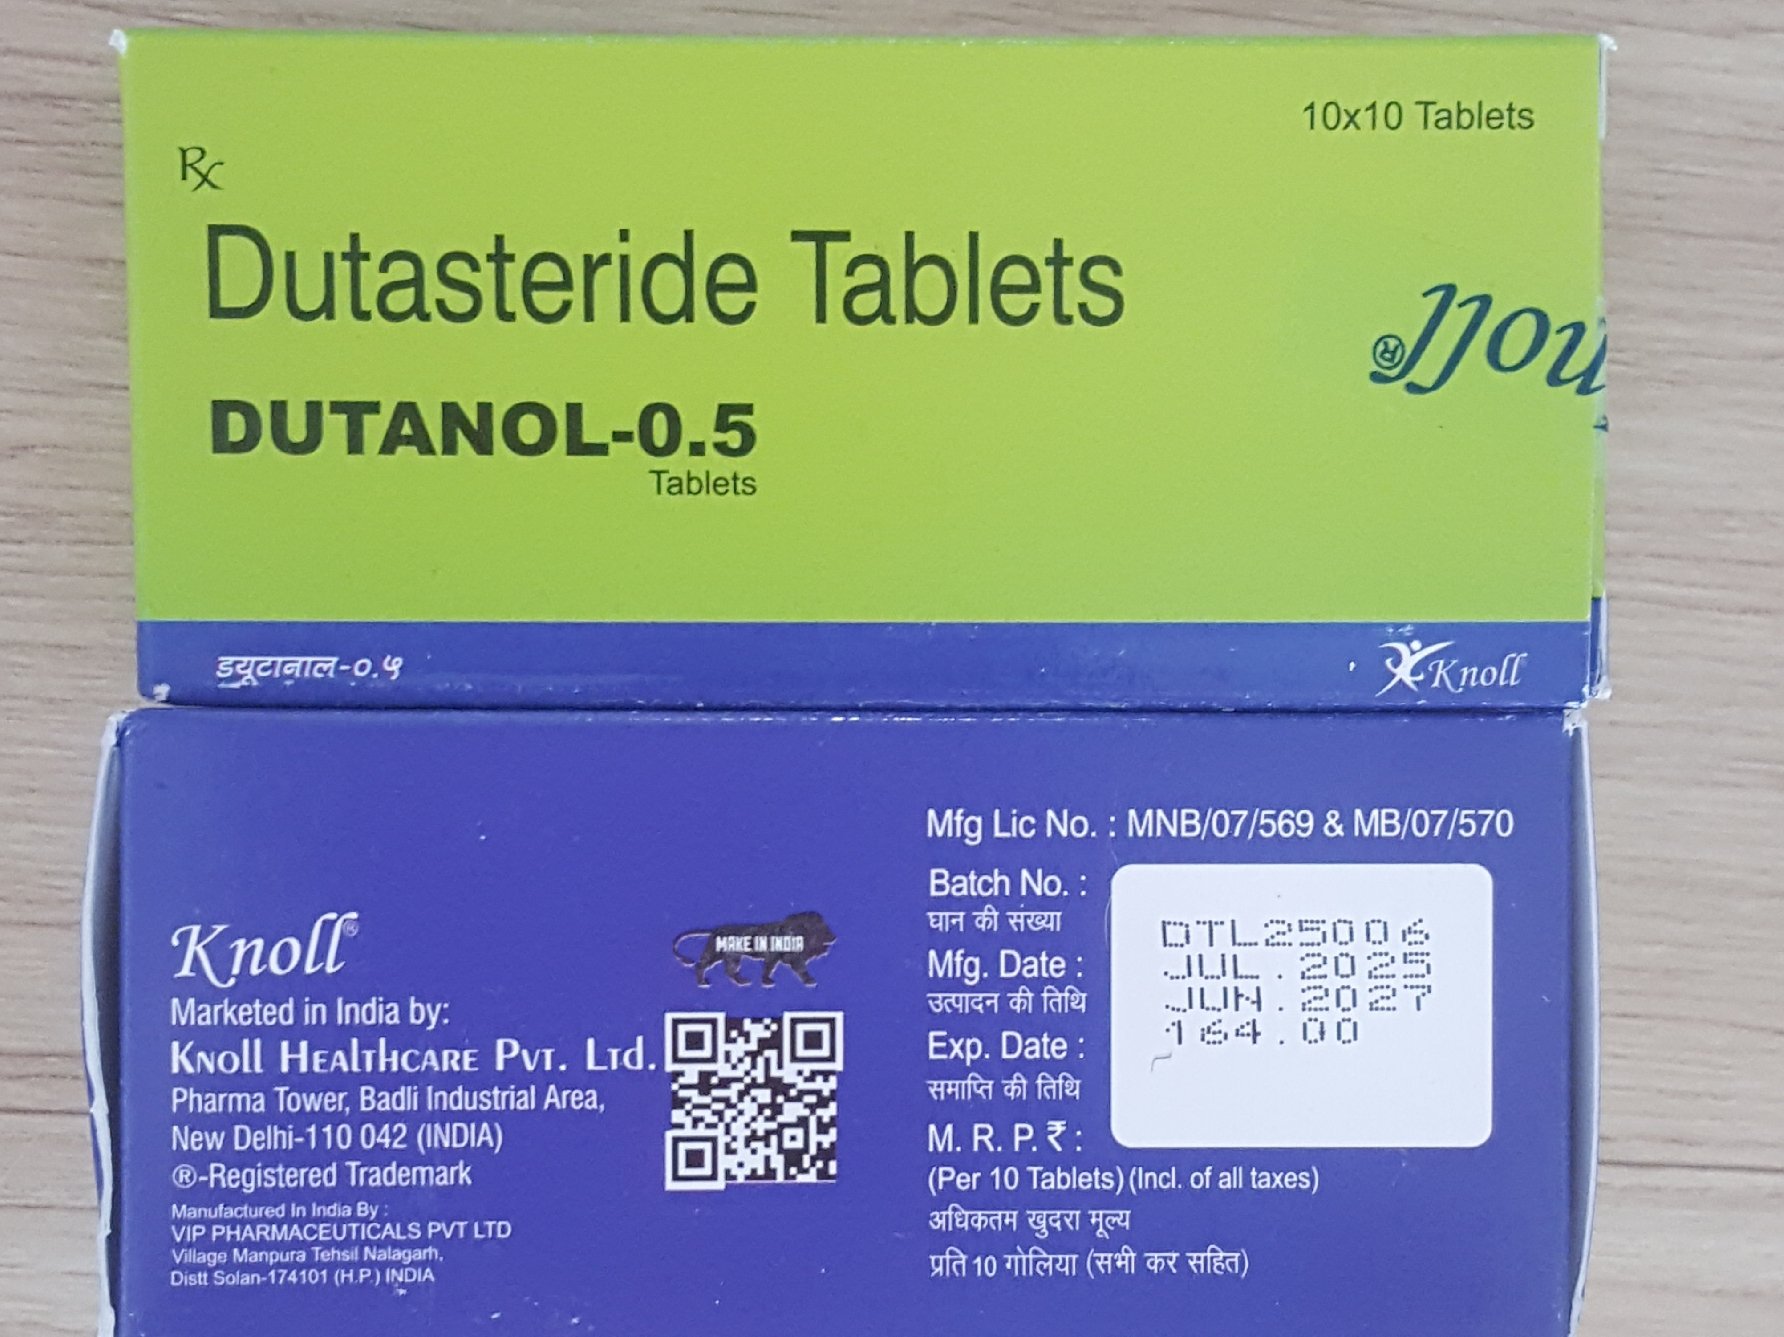 10x10 Tablets
Rx
Dutasteride Tablets
DUTANOL-0.5
Tablets
डयूटानाल-०.५
Knoll
Mfg Lic No. : MNB/07/569 & MB/07/570
Batch No. :
घान की संख्या
DTL25006
Mfg. Date :
उत्पादन की तिथि
JUL.2025
Exp. Date :
समाप्ति की तिथि
JUN.2027
M. R. P. ₹ :
164.00
(Per 10 Tablets) (Incl. of all taxes)
अधिकतम खुदरा मूल्य
प्रति 10 गोलिया (सभी कर सहित)
Knoll®
Marketed in India by:
Knoll Healthcare Pvt. Ltd.
Pharma Tower, Badli Industrial Area,
New Delhi-110 042 (INDIA)
®-Registered Trademark
Manufactured In India By :
VIP PHARMACEUTICALS PVT LTD
Village Manpura Tehsil Nalagarh,
Distt Solan-174101 (H.P.) INDIA
MAKE IN INDIA